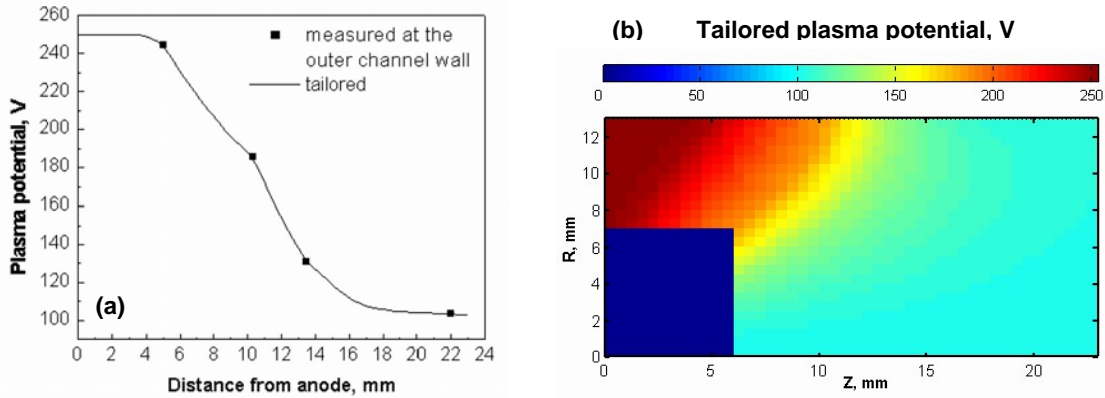 260
240
220
200
180
160
140
120
100
Plasma potential, V
measured at the
outer channel wall
tailored
(a)
0 2 4 6 8 10 12 14 16 18 20 22 24
Distance from anode, mm
(b) Tailored plasma potential, V
0 50 100 150 200 250
12
10
8
6
4
2
0
R, mm
0 5 10 15 20
Z, mm